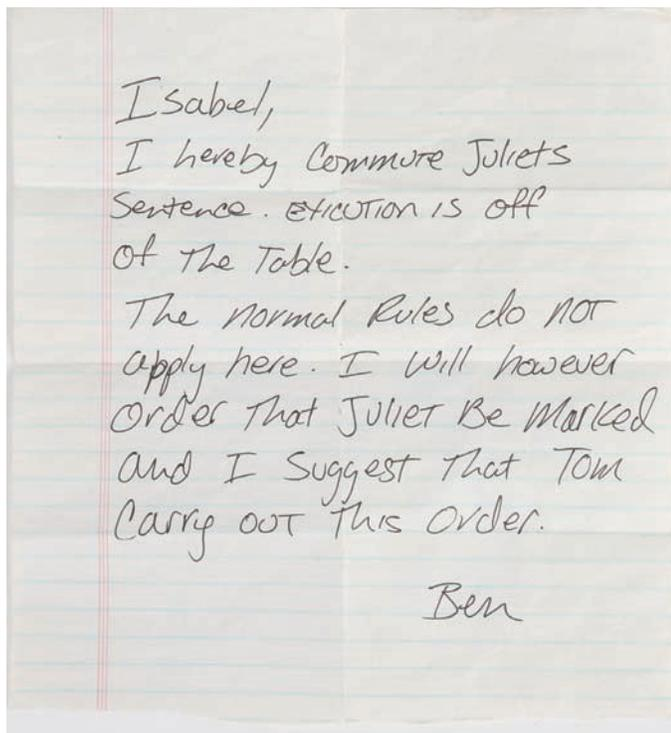 Isabel,
I hereby Commute Juliets
Sentence. Exicution is off
of The Table.
The normal Rules do not
apply here. I will however
Order That Juliet Be Marked
and I Suggest That Tom
Carry out This Order.
Ben